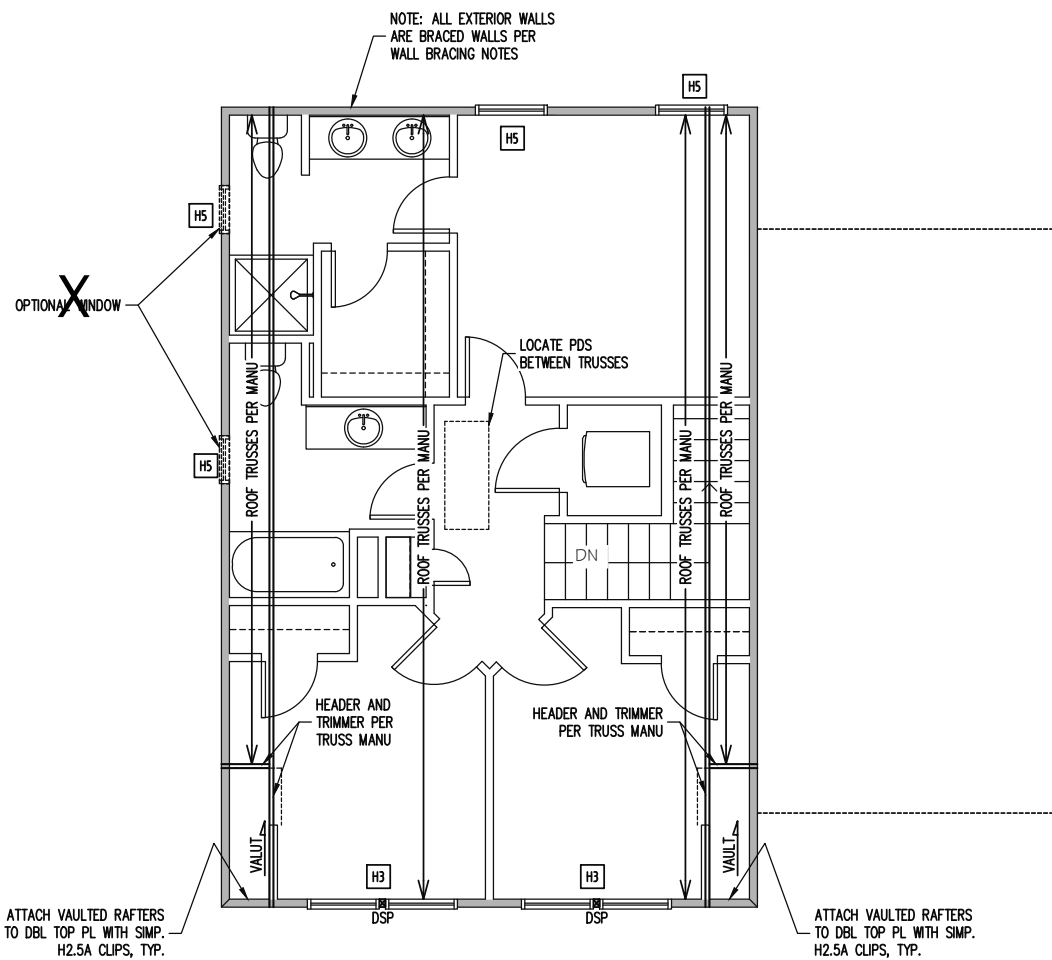 NOTE: ALL EXTERIOR WALLS
ARE BRACED WALLS PER
WALL BRACING NOTES
H5
H5
H5
X
OPTIONAL WINDOW
LOCATE PDS
BETWEEN TRUSSES
ROOF TRUSSES PER MANU
ROOF TRUSSES PER MANU
ROOF TRUSSES PER MANU
ROOF TRUSSES PER MANU
H5
DN
HEADER AND
TRIMMER PER
TRUSS MANU
HEADER AND TRIMMER
PER TRUSS MANU
VALUT
VAULT
H3
H3
DSP
DSP
ATTACH VAULTED RAFTERS
TO DBL TOP PL WITH SIMP.
H2.5A CLIPS, TYP.
ATTACH VAULTED RAFTERS
TO DBL TOP PL WITH SIMP.
H2.5A CLIPS, TYP.